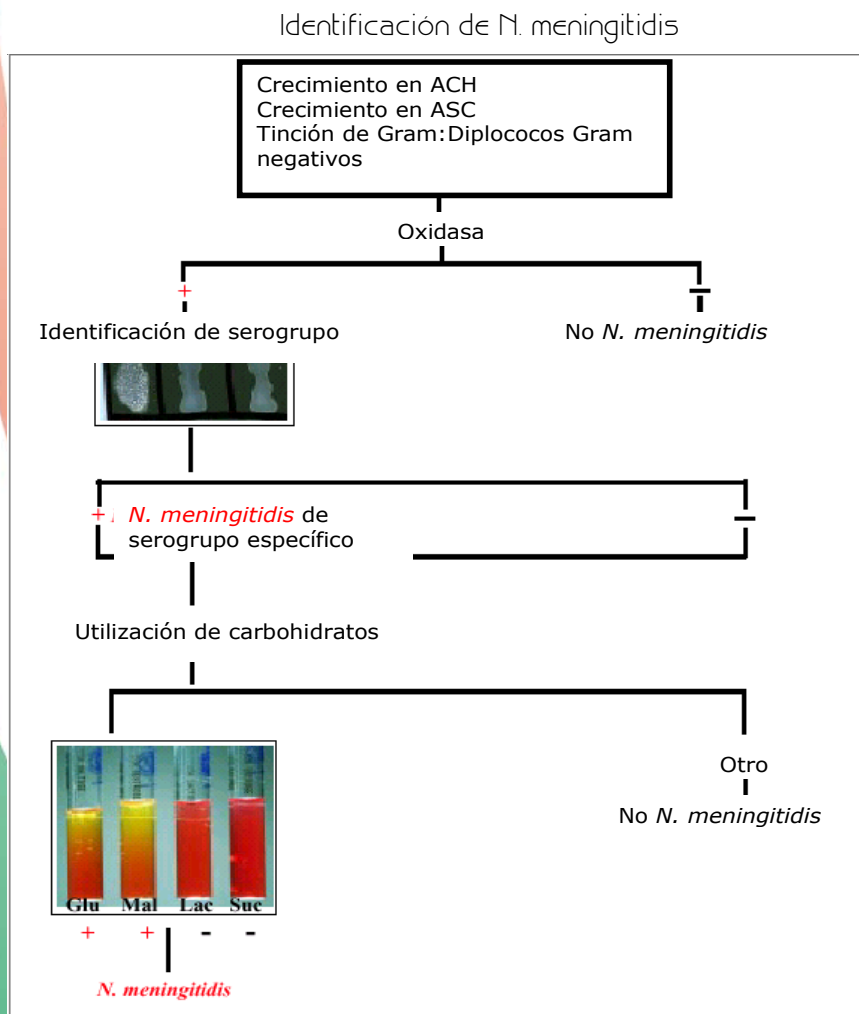 Identificación de N. meningitidis
Crecimiento en ACH
Crecimiento en ASC
Tinción de Gram:Diplococos Gram
negativos
Oxidasa
+ –
Identificación de serogrupo No N. meningitidis
+ N. meningitidis de –
serogrupo específico
Utilización de carbohidratos
Otro
No N. meningitidis
Glu Mal Lac Suc
+ + - -
N. meningitidis